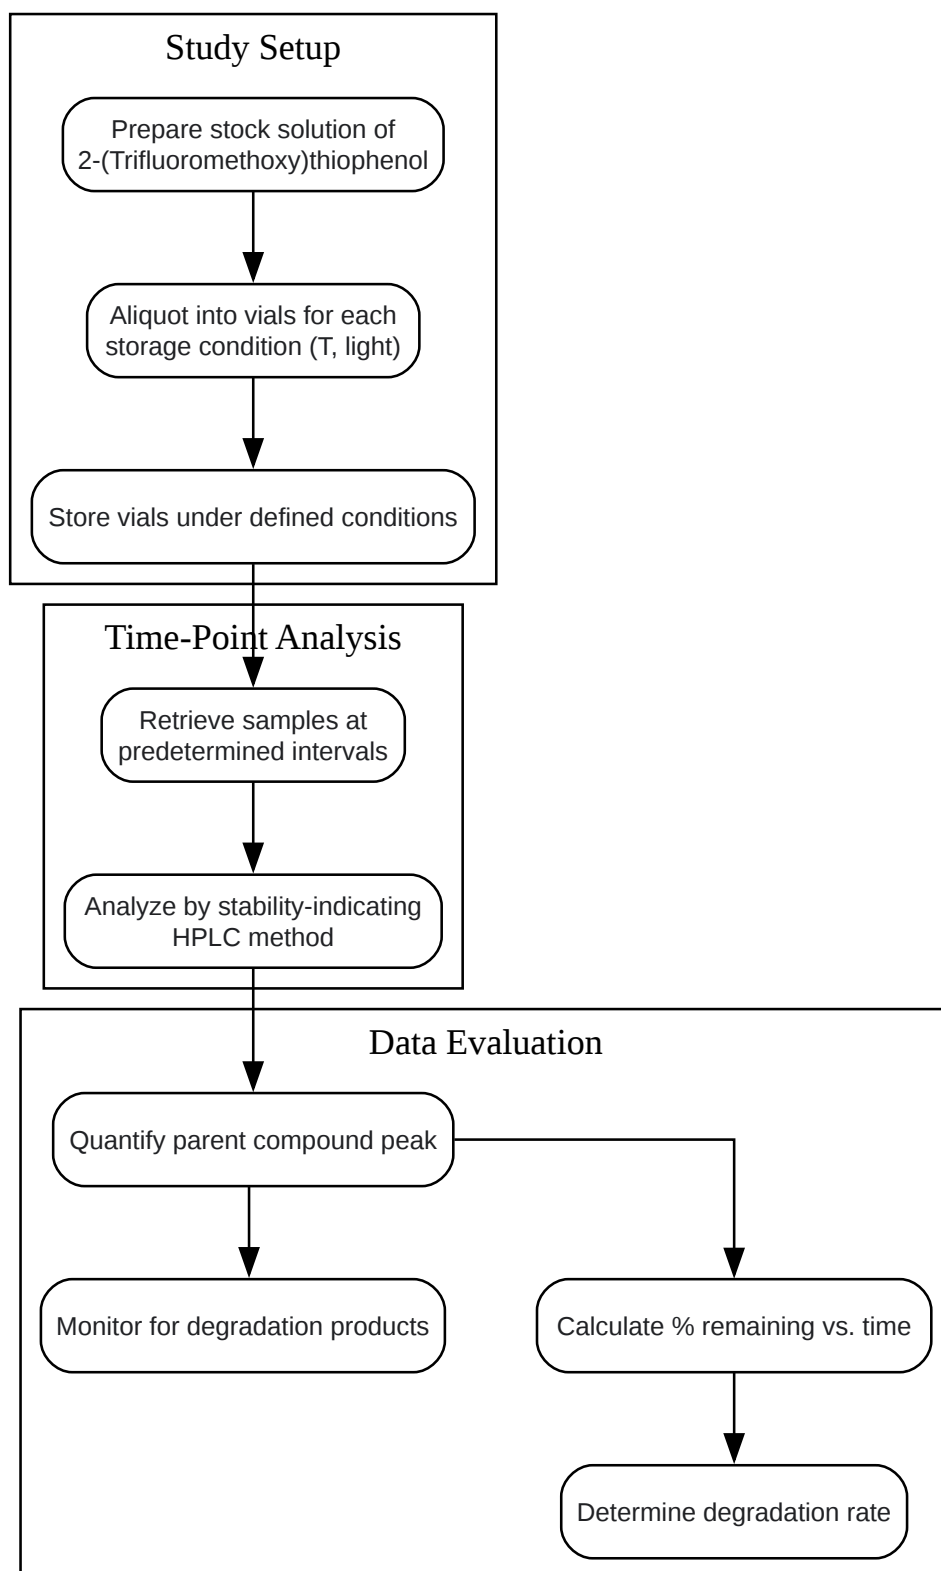 Study Setup
Prepare stock solution of
2-(Trifluoromethoxy)thiophenol
Aliquot into vials for each
storage condition (T, light)
Store vials under defined conditions
Time-Point Analysis
Retrieve samples at
predetermined intervals
Analyze by stability-indicating
HPLC method
Data Evaluation
Quantify parent compound peak
Monitor for degradation products
Calculate % remaining vs. time
Determine degradation rate